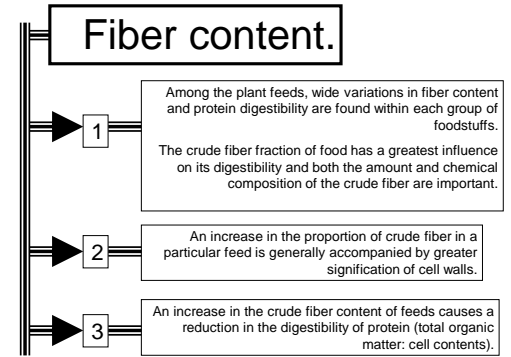 Fiber content.
1
Among the plant feeds, wide variations in fiber content
and protein digestibility are found within each group of
foodstuffs.
The crude fiber fraction of food has a greatest influence
on its digestibility and both the amount and chemical
composition of the crude fiber are important.
2
An increase in the proportion of crude fiber in a
particular feed is generally accompanied by greater
signification of cell walls.
3
An increase in the crude fiber content of feeds causes a
reduction in the digestibility of protein (total organic
matter: cell contents).